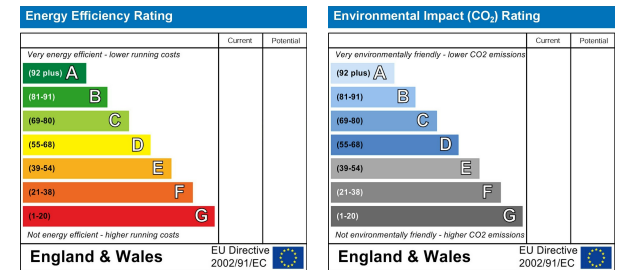 Energy Efficiency Rating
Current Potential
Very energy efficient - lower running costs
(92 plus) A
(81-91) B
(69-80) C
(55-68) D
(39-54) E
(21-38) F
(1-20) G
Not energy efficient - higher running costs
England & Wales
EU Directive
2002/91/EC
Environmental Impact (CO₂) Rating
Current Potential
Very environmentally friendly - lower CO2 emissions
(92 plus) A
(81-91) B
(69-80) C
(55-68) D
(39-54) E
(21-38) F
(1-20) G
Not environmentally friendly - higher CO2 emissions
England & Wales
EU Directive
2002/91/EC